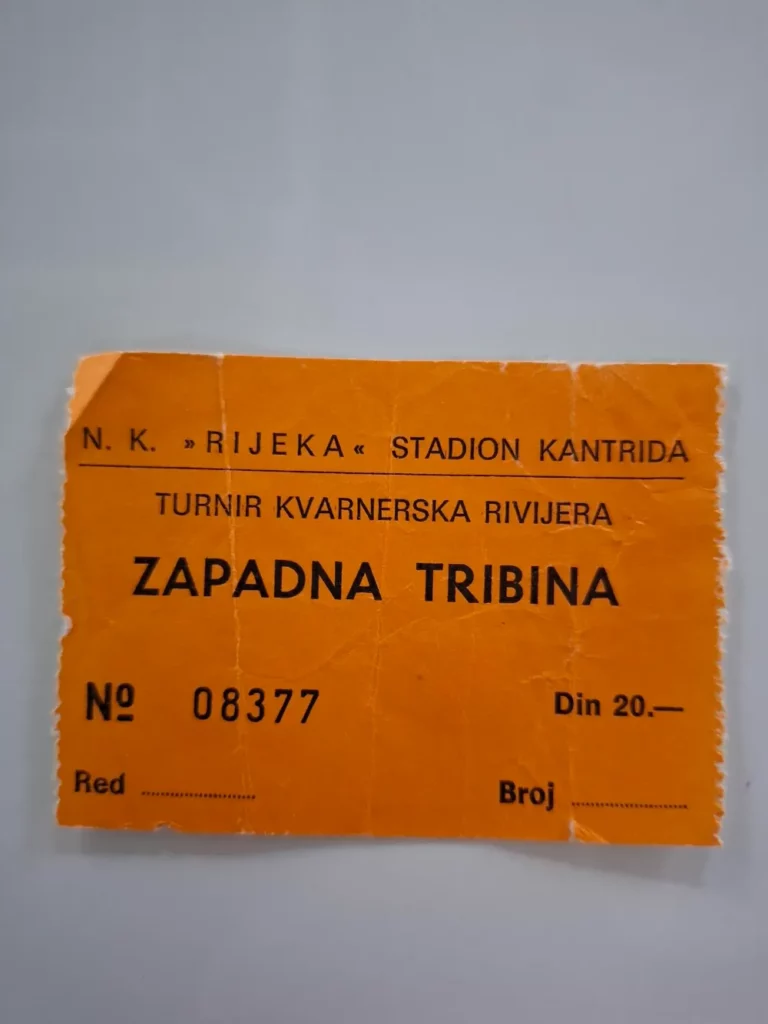 N. K. »RIJEKA« STADION KANTRIDA
TURNIR KVARNERSKA RIVIJERA
ZAPADNA TRIBINA
Nº 08377 Din 20.—
Red .................... Broj ....................